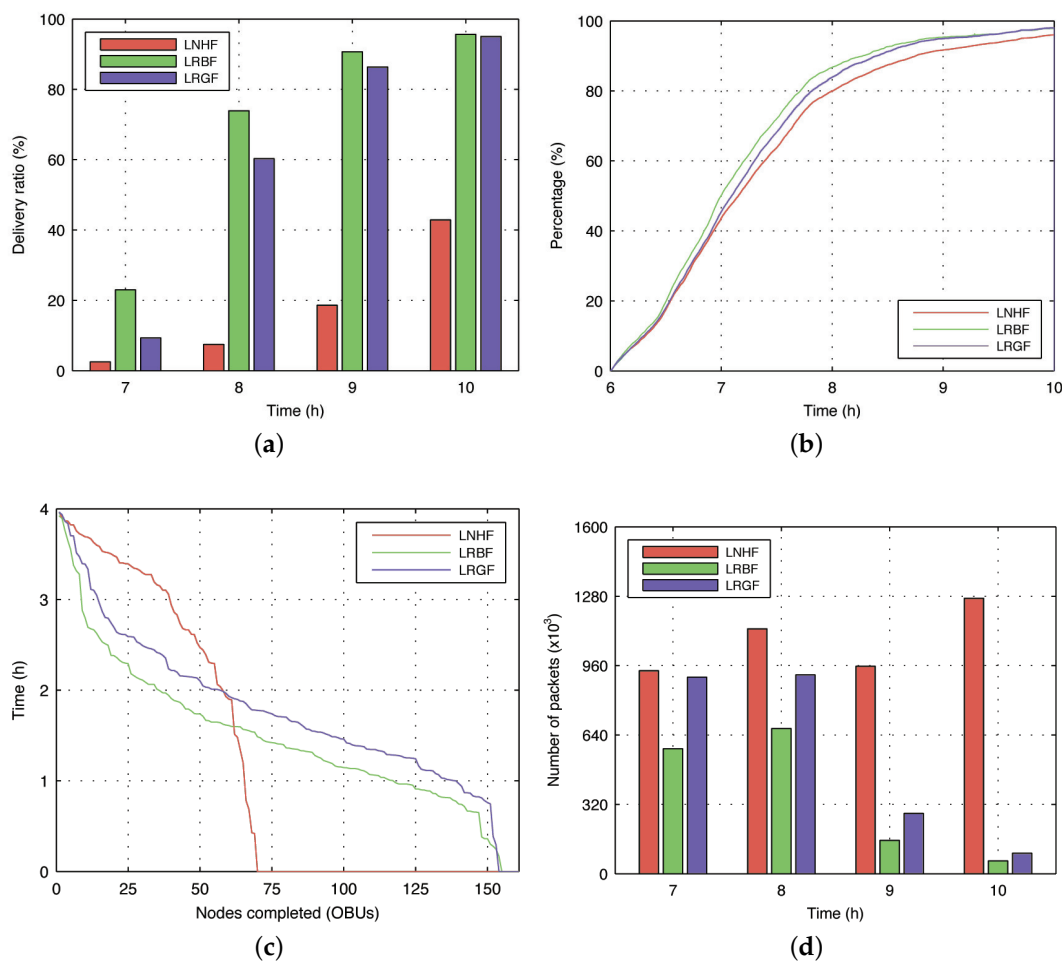 100
80
60
40
20
0
Delivery ratio (%)
LNHF
LRBF
LRGF
7 8 9 10
Time (h)
(a)
100
80
60
40
20
0
Percentage (%)
LNHF
LRBF
LRGF
6 7 8 9 10
Time (h)
(b)
4
3
2
1
0
Time (h)
LNHF
LRBF
LRGF
0 25 50 75 100 125 150
Nodes completed (OBUs)
(c)
1600
1280
960
640
320
0
Number of packets (x10³)
LNHF
LRBF
LRGF
7 8 9 10
Time (h)
(d)